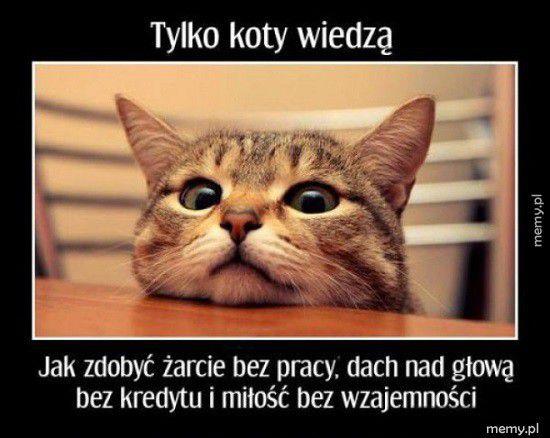 Tylko koty wiedzą
memy.pl
Jak zdobyć żarcie bez pracy, dach nad głową
bez kredytu i miłość bez wzajemności
memy.pl